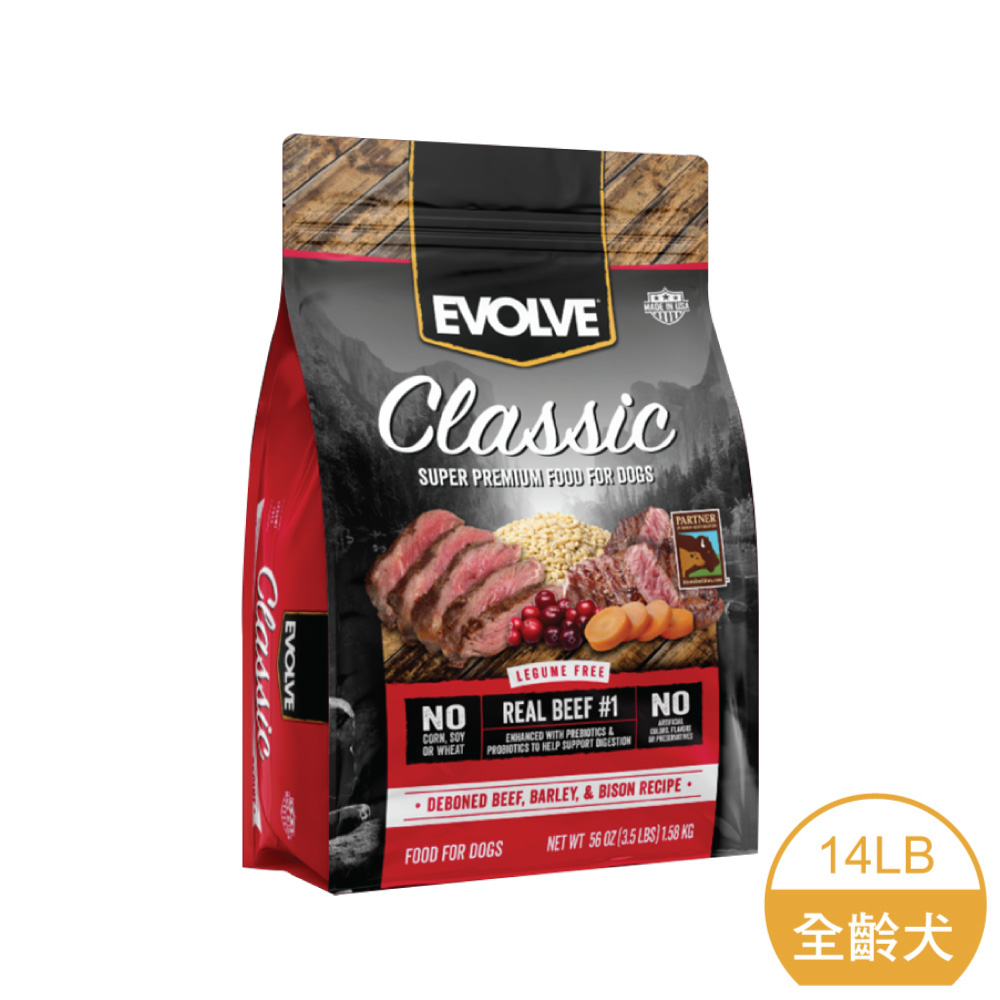 EVOLVE
MADE IN USA
Classic
SUPER PREMIUM FOOD FOR DOGS
PARTNER
LEGUME FREE
NO
CORN, SOY
OR WHEAT
REAL BEEF #1
ENHANCED WITH PREBIOTICS &
PROBIOTICS TO HELP SUPPORT DIGESTION
NO
ARTIFICIAL
COLORS, FLAVORS
OR PRESERVATIVES
• DEBONED BEEF, BARLEY, & BISON RECIPE •
FOOD FOR DOGS
NET WT 56 OZ (3.5 LBS) 1.58 KG
EVOLVE
Classic
14LB
全齡犬